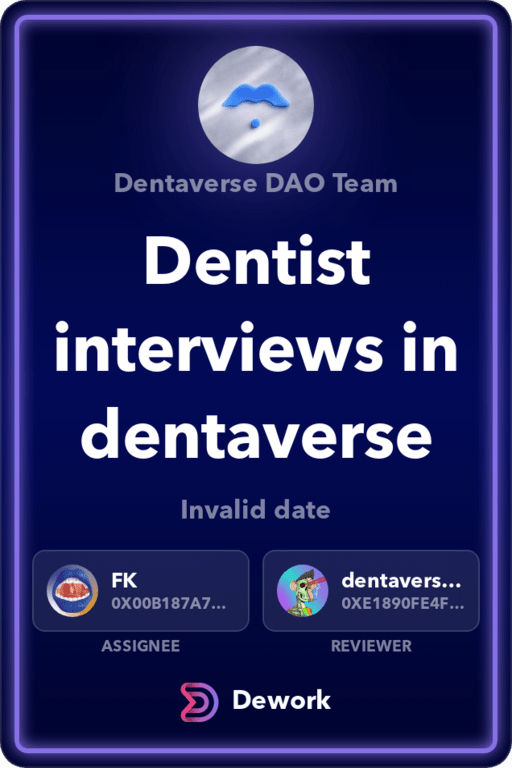 Dentaverse DAO Team
Dentist
interviews in
dentaverse
Invalid date
FK
0X00B187A7...
ASSIGNEE
dentavers...
0XE1890FE4F...
REVIEWER
Dework